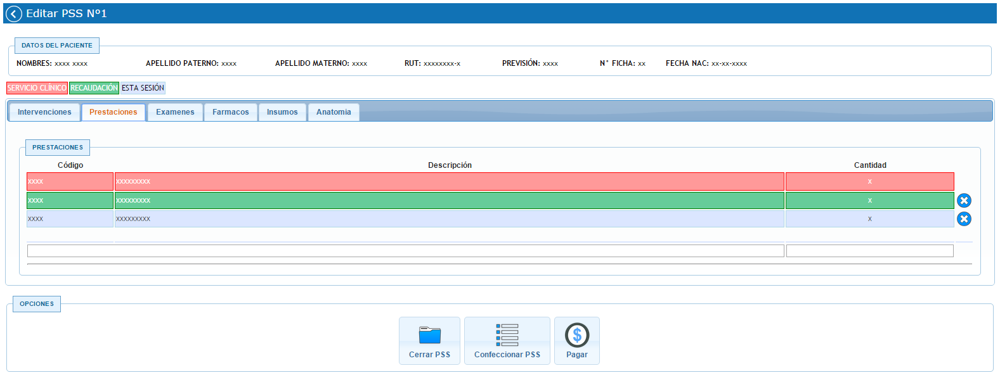 Editar PSS Nº1
DATOS DEL PACIENTE
NOMBRES: xxxx xxxx APELLIDO PATERNO: xxxx APELLIDO MATERNO: xxxx RUT: xxxxxxxx-x PREVISIÓN: xxxx N° FICHA: xx FECHA NAC: xx-xx-xxxx
SERVICIO CLÍNICO RECAUDACIÓN ESTA SESIÓN
Intervenciones Prestaciones Examenes Farmacos Insumos Anatomia
PRESTACIONES
Código Descripción Cantidad
xxxx xxxxxxxxx x
xxxx xxxxxxxxx x
xxxx xxxxxxxxx x
OPCIONES
Cerrar PSS Confeccionar PSS Pagar